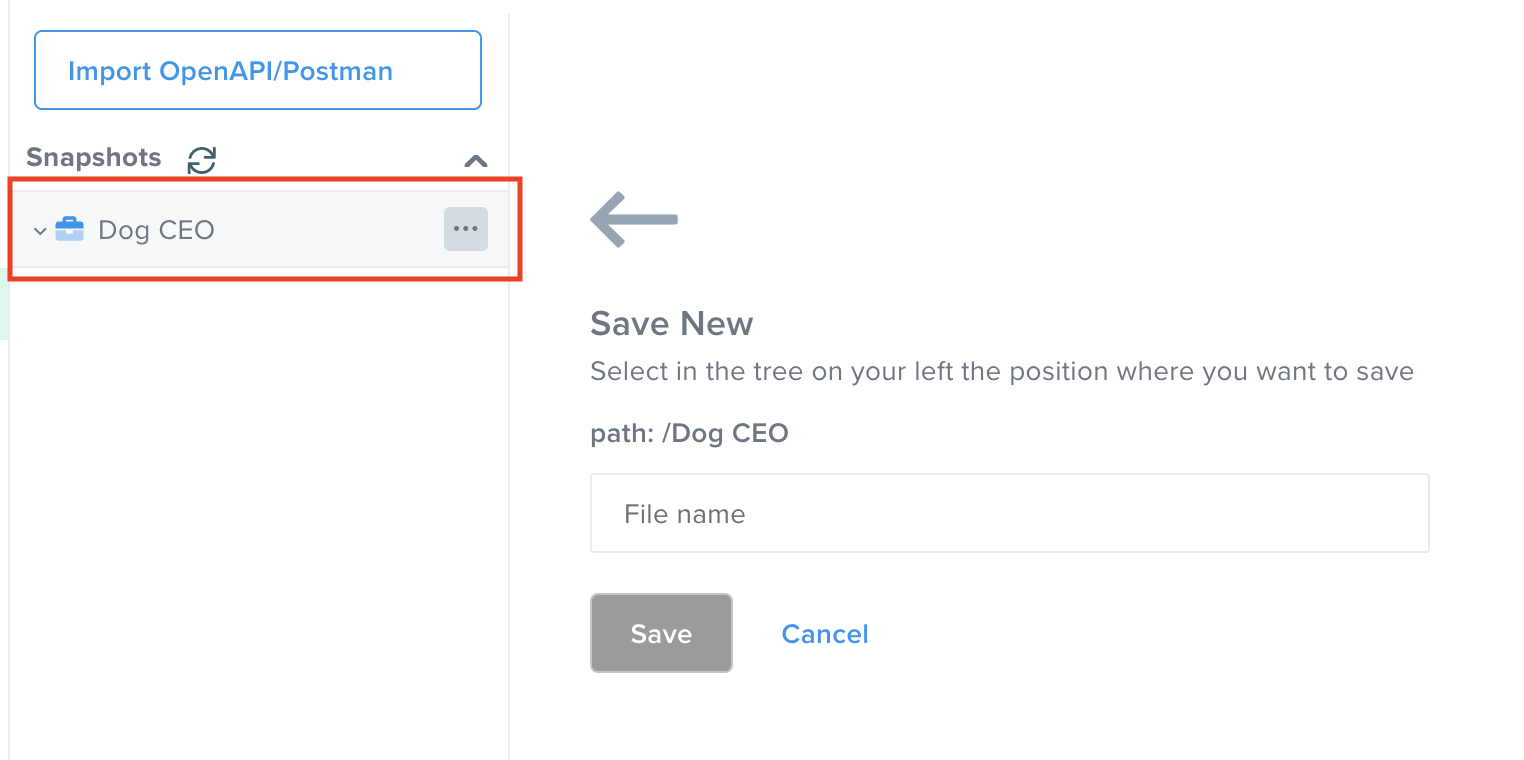 Import OpenAPI/Postman
Snapshots
Dog CEO
Save New
Select in the tree on your left the position where you want to save
path: /Dog CEO
File name
Save
Cancel